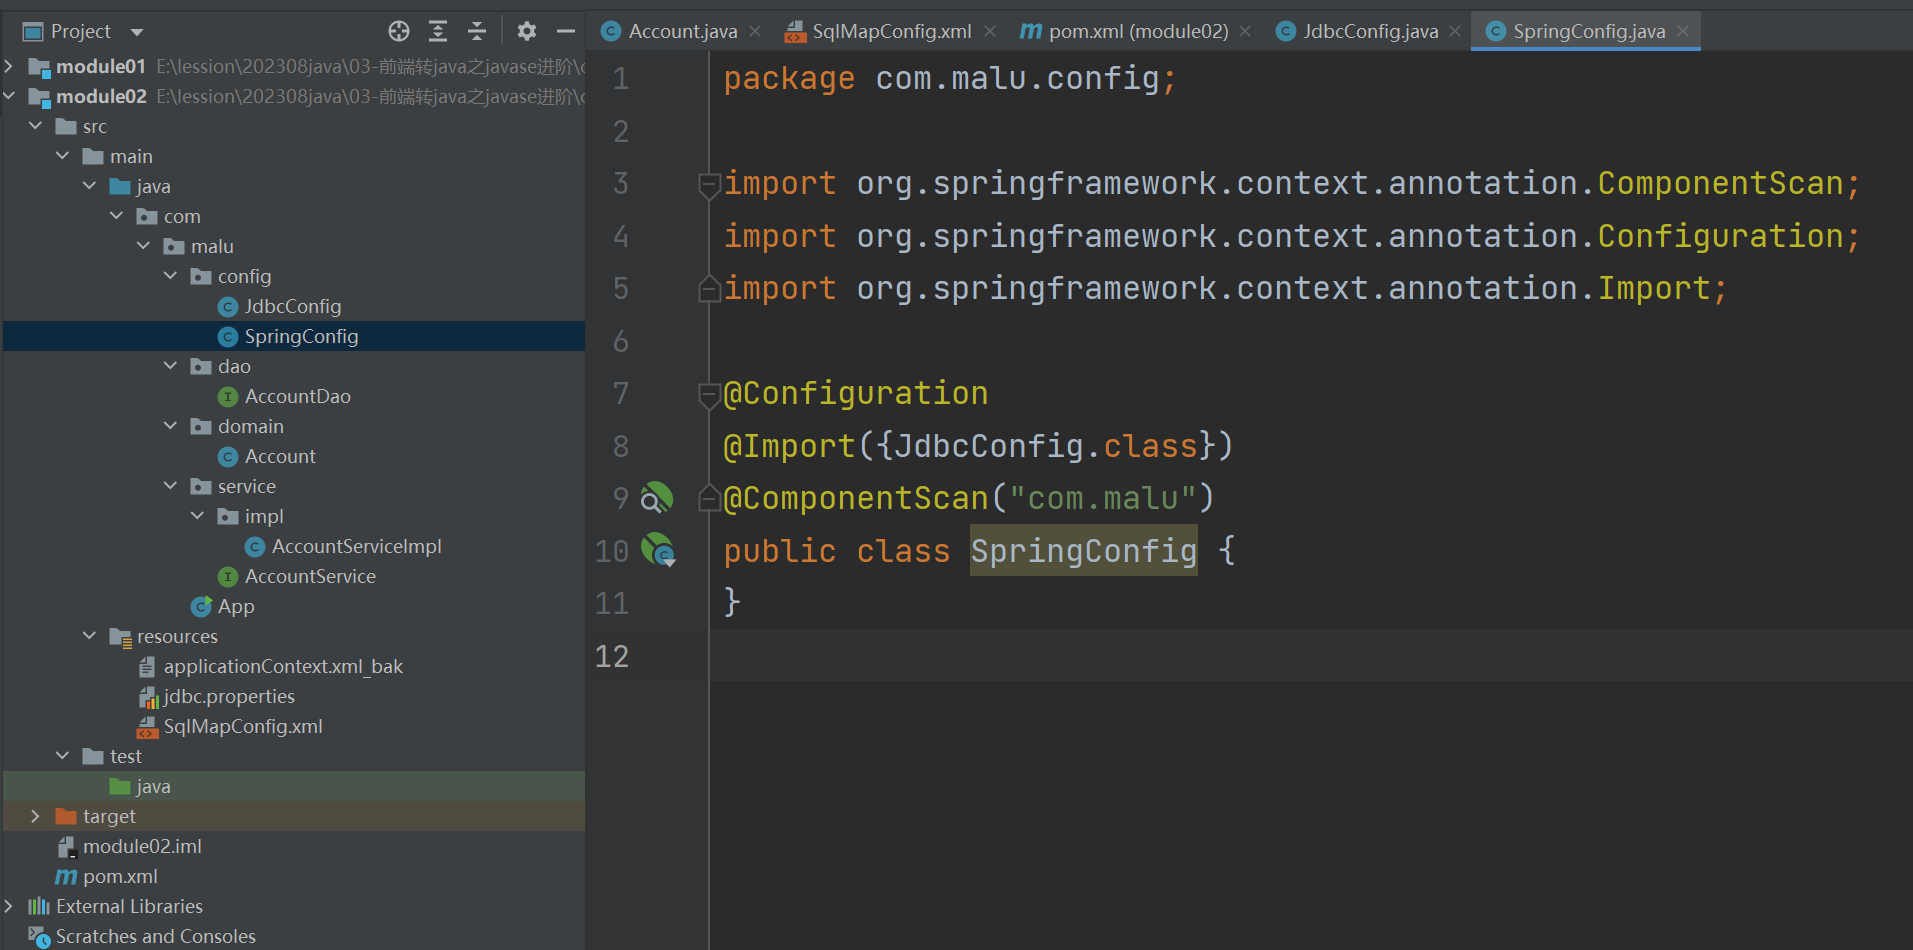 Project
Account.java
SqlMapConfig.xml
pom.xml (module02)
JdbcConfig.java
SpringConfig.java
module01 E:\lession\202308java\03-前端转java之javase进阶\
module02 E:\lession\202308java\03-前端转java之javase进阶\
src
main
java
com
malu
config
JdbcConfig
SpringConfig
dao
AccountDao
domain
Account
service
impl
AccountServiceImpl
AccountService
App
resources
applicationContext.xml_bak
jdbc.properties
SqlMapConfig.xml
test
java
target
module02.iml
pom.xml
External Libraries
Scratches and Consoles
1 package com.malu.config;
2
3 import org.springframework.context.annotation.ComponentScan;
4 import org.springframework.context.annotation.Configuration;
5 import org.springframework.context.annotation.Import;
6
7 @Configuration
8 @Import({JdbcConfig.class})
9 @ComponentScan("com.malu")
10 public class SpringConfig {
11 }
12